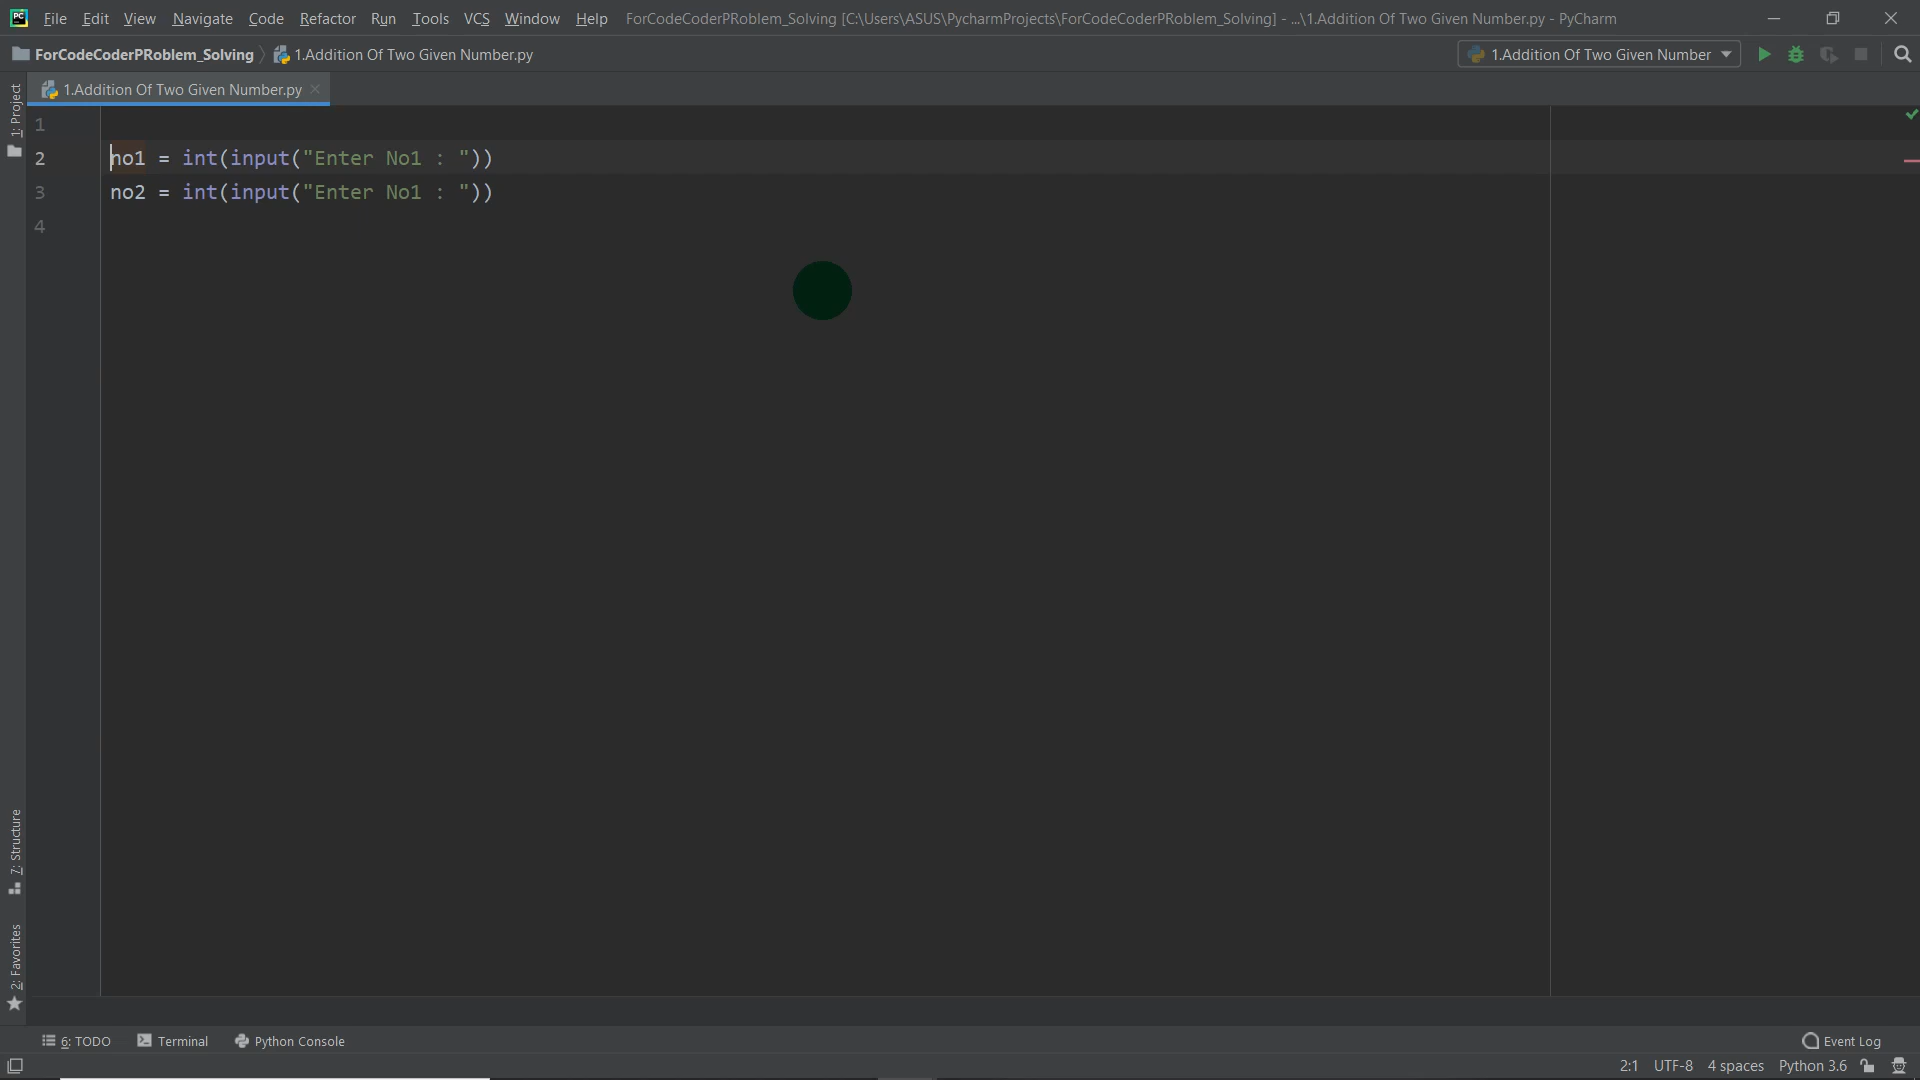 PC File Edit View Navigate Code Refactor Run Tools VCS Window Help ForCodeCoderPRoblem_Solving [C:\Users\ASUS\PycharmProjects\ForCodeCoderPRoblem_Solving] - ...\1.Addition Of Two Given Number.py - PyCharm
ForCodeCoderPRoblem_Solving 1.Addition Of Two Given Number.py 1.Addition Of Two Given Number
1.Addition Of Two Given Number.py
1: Project
1
2 no1 = int(input("Enter No1 : "))
3 no2 = int(input("Enter No1 : "))
4
7: Structure
2: Favorites
6: TODO Terminal Python Console Event Log
2:1 UTF-8 4 spaces Python 3.6